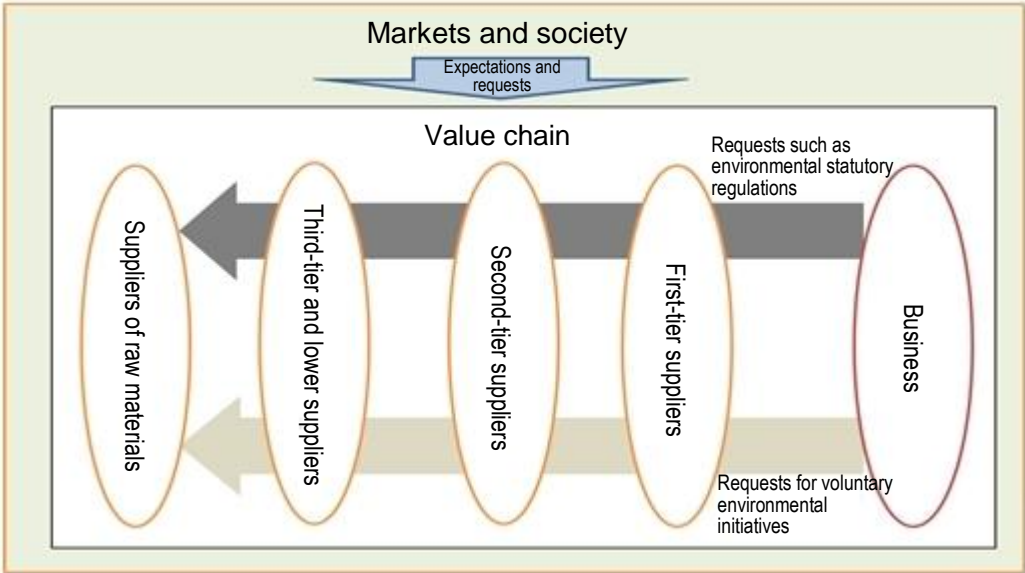 Markets and society
Expectations and
requests
Value chain
Requests such as
environmental statutory
regulations
Suppliers of raw materials
Third-tier and lower suppliers
Second-tier suppliers
First-tier suppliers
Business
Requests for voluntary
environmental
initiatives